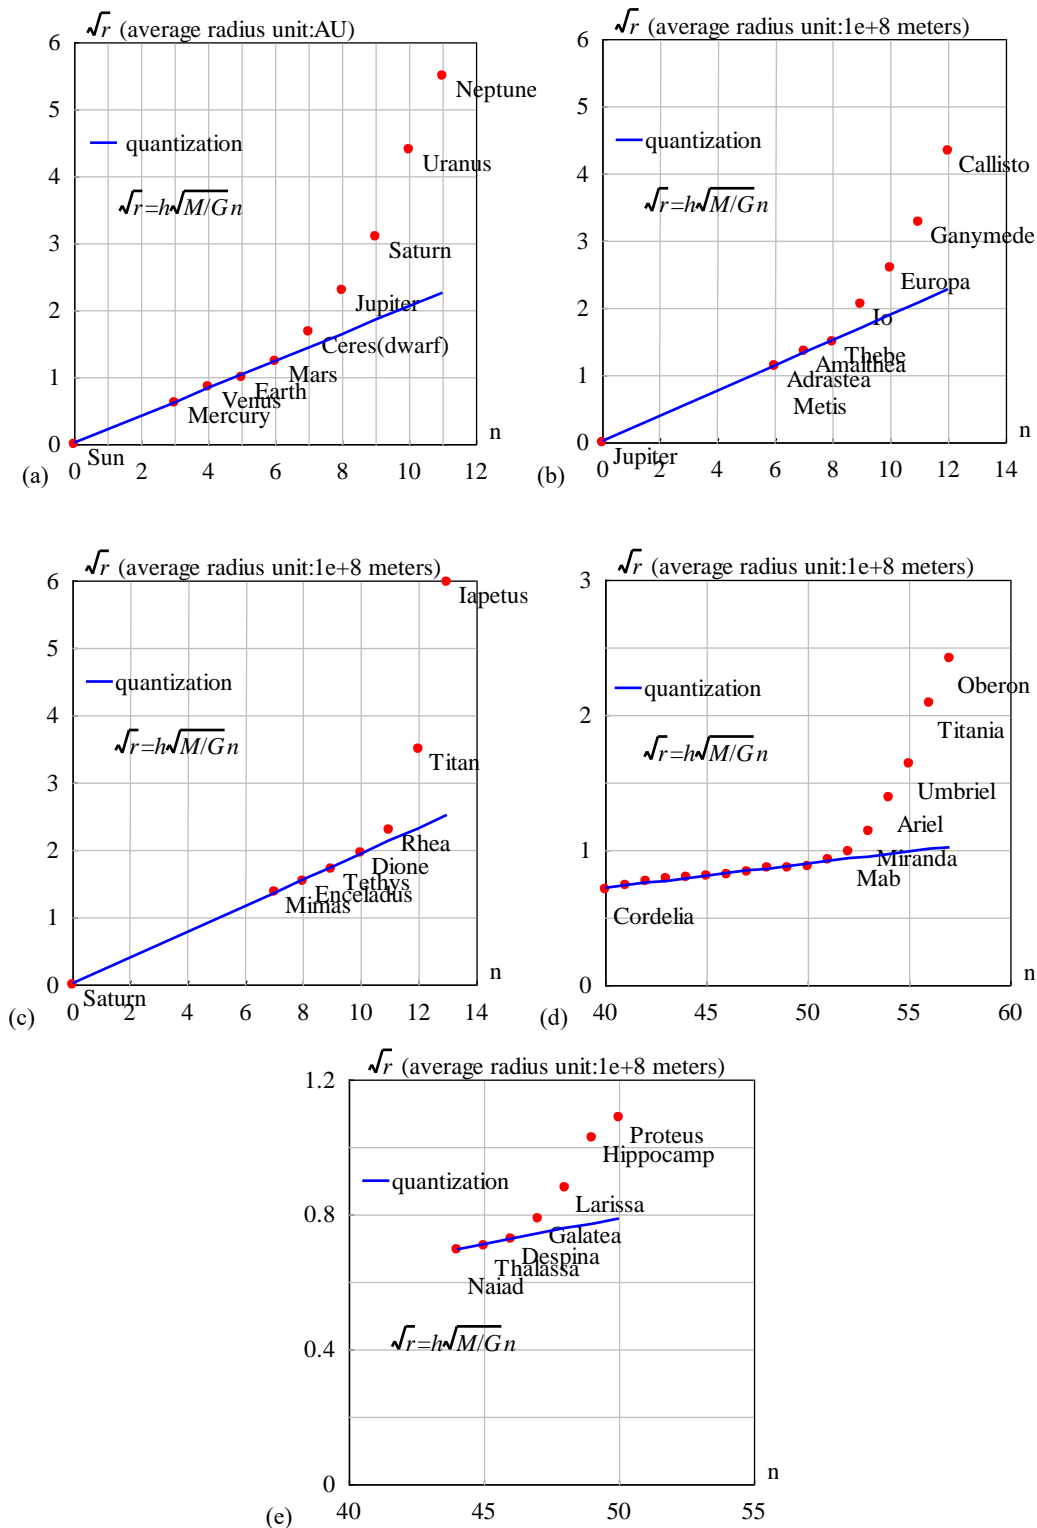 √r (average radius unit:AU)
6
5
4
3
2
1
0
quantization
√r=h√M/Gn
Neptune
Uranus
Saturn
Jupiter
Ceres(dwarf)
Mars
Earth
Venus
Mercury
Sun
n
0 2 4 6 8 10 12
(a)
√r (average radius unit:1e+8 meters)
6
5
4
3
2
1
0
quantization
√r=h√M/Gn
Callisto
Ganymede
Europa
Io
Thebe
Amalthea
Adrastea
Metis
Jupiter
n
0 2 4 6 8 10 12 14
(b)
√r (average radius unit:1e+8 meters)
6
5
4
3
2
1
0
quantization
√r=h√M/Gn
Iapetus
Titan
Rhea
Dione
Tethys
Enceladus
Mimas
Saturn
n
0 2 4 6 8 10 12 14
(c)
√r (average radius unit:1e+8 meters)
3
2
1
0
quantization
√r=h√M/Gn
Oberon
Titania
Umbriel
Ariel
Miranda
Mab
Cordelia
n
40 45 50 55 60
(d)
√r (average radius unit:1e+8 meters)
1.2
0.8
0.4
0
quantization
√r=h√M/Gn
Proteus
Hippocamp
Larissa
Galatea
Despina
Thalassa
Naiad
n
40 45 50 55
(e)